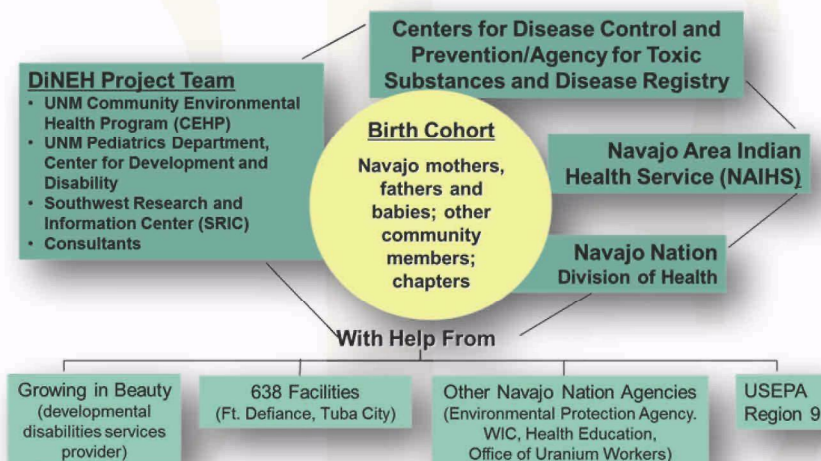 Centers for Disease Control and
Prevention/Agency for Toxic
Substances and Disease Registry
DiNEH Project Team
• UNM Community Environmental
Health Program (CEHP)
• UNM Pediatrics Department,
Center for Development and
Disability
• Southwest Research and
Information Center (SRIC)
• Consultants
Birth Cohort
Navajo mothers,
fathers and
babies; other
community
members;
chapters
Navajo Area Indian
Health Service (NAIHS)
Navajo Nation
Division of Health
With Help From
Growing in Beauty
(developmental
disabilities services
provider)
638 Facilities
(Ft. Defiance, Tuba City)
Other Navajo Nation Agencies
(Environmental Protection Agency.
WIC, Health Education,
Office of Uranium Workers)
USEPA
Region 9